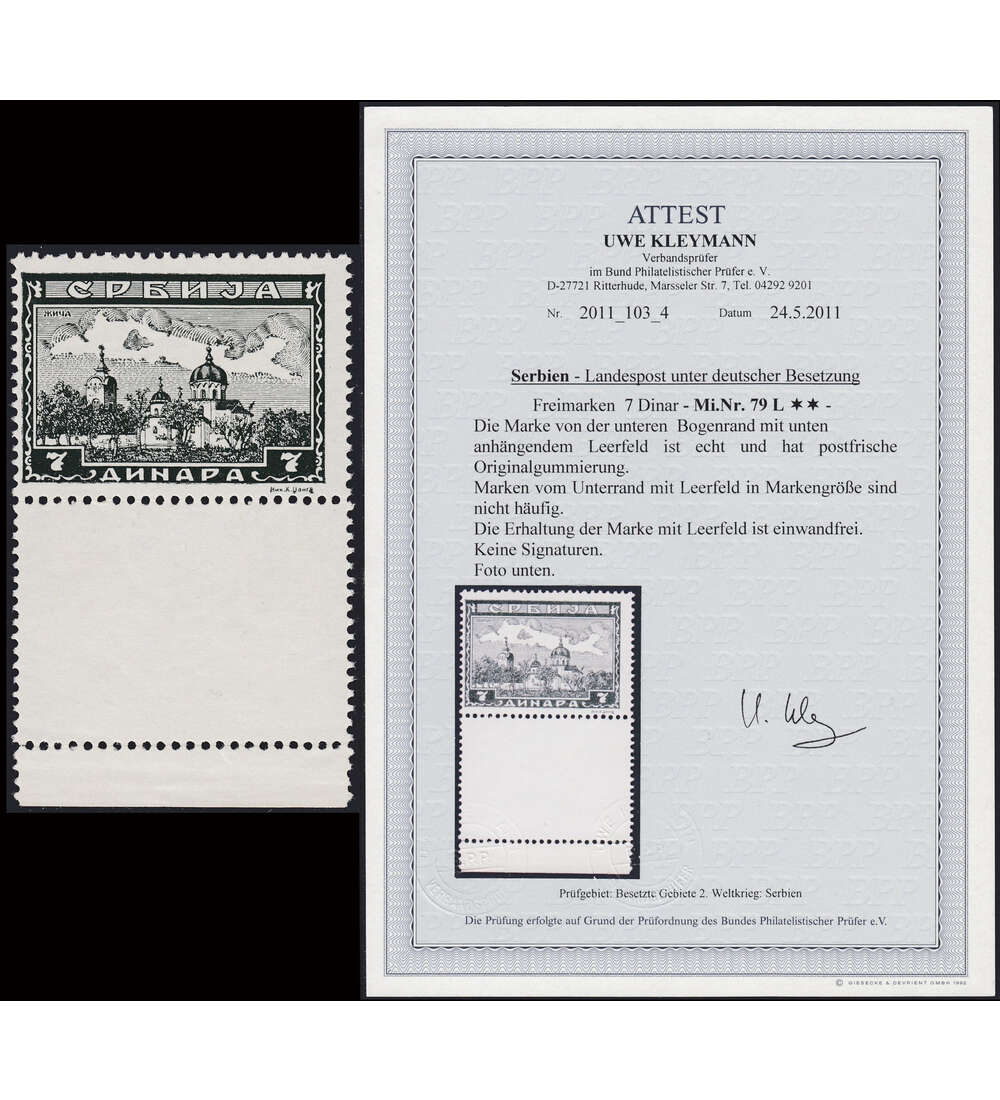 СРБИЈА
ЖИЧА
7 ДИНАРА 7
ATTEST
UWE KLEYMANN
Verbandsprüfer
im Bund Philatelistischer Prüfer e. V.
D-27721 Ritterhude, Marsseler Str. 7, Tel. 04292 9201
Nr. 2011_103_4 Datum 24.5.2011
Serbien - Landespost unter deutscher Besetzung
Freimarken 7 Dinar - Mi.Nr. 79 L ✶✶ -
Die Marke von der unteren Bogenrand mit unten
anhängendem Leerfeld ist echt und hat postfrische
Originalgummierung.
Marken vom Unterrand mit Leerfeld in Markengröße sind
nicht häufig.
Die Erhaltung der Marke mit Leerfeld ist einwandfrei.
Keine Signaturen.
Foto unten.
СРБИЈА
7 ДИНАРА 7
Prüfgebiet: Besetzte Gebiete 2. Weltkrieg: Serbien
Die Prüfung erfolgte auf Grund der Prüfordnung des Bundes Philatelistischer Prüfer e.V.
© GIESECKE & DEVRIENT GMBH 1992